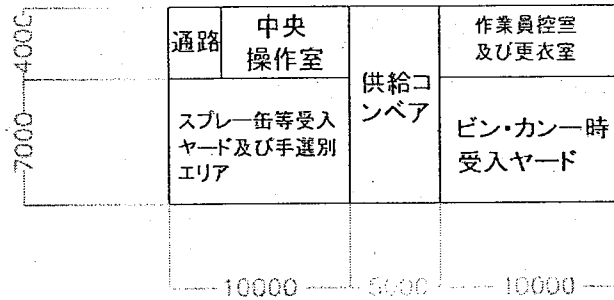 4000
7000
通路
中央
操作室
供給コ
ンベア
作業員控室
及び更衣室
スプレー缶等受入
ヤード及び手選別
エリア
ビン・カン一時
受入ヤード
10000
5000
10000